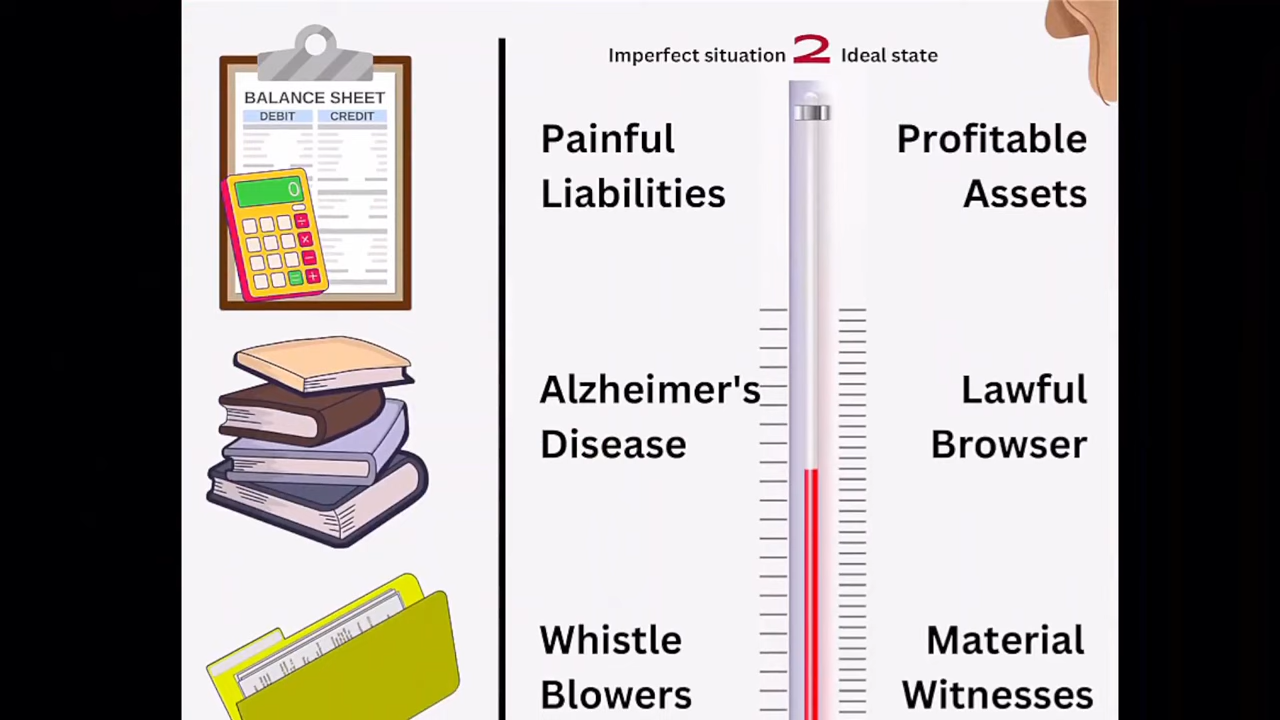 BALANCE SHEET
DEBIT CREDIT
0
÷
×
−
= +
Imperfect situation 2 Ideal state
Painful
Liabilities
Profitable
Assets
Alzheimer's
Disease
Lawful
Browser
Whistle
Blowers
Material
Witnesses